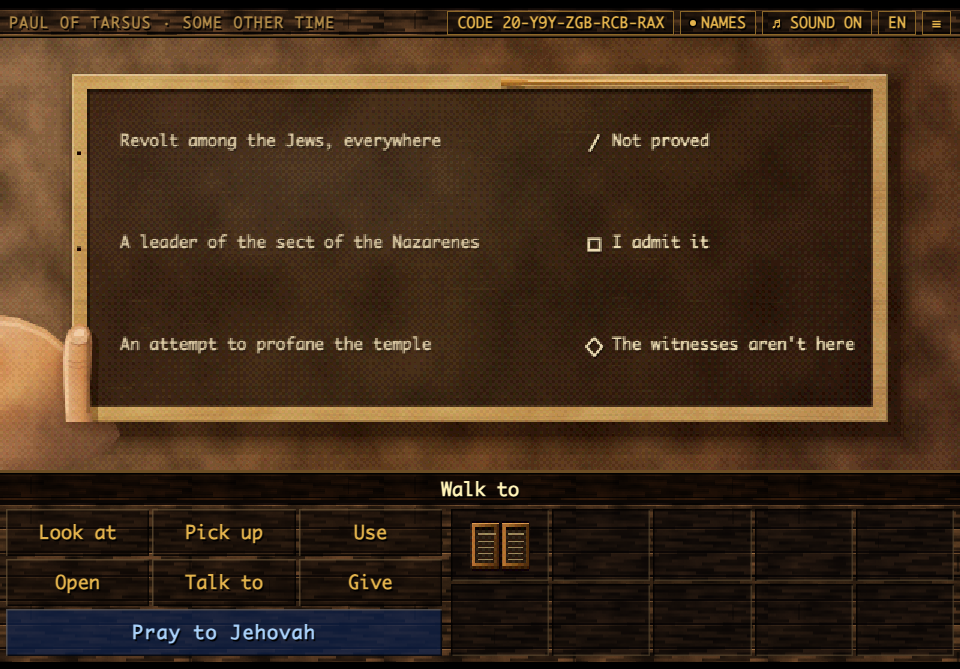 PAUL OF TARSUS · SOME OTHER TIME
CODE 20-Y9Y-ZGB-RCB-RAX
NAMES
SOUND ON
EN
Revolt among the Jews, everywhere
Not proved
A leader of the sect of the Nazarenes
I admit it
An attempt to profane the temple
The witnesses aren't here
Walk to
Look at
Pick up
Use
Open
Talk to
Give
Pray to Jehovah